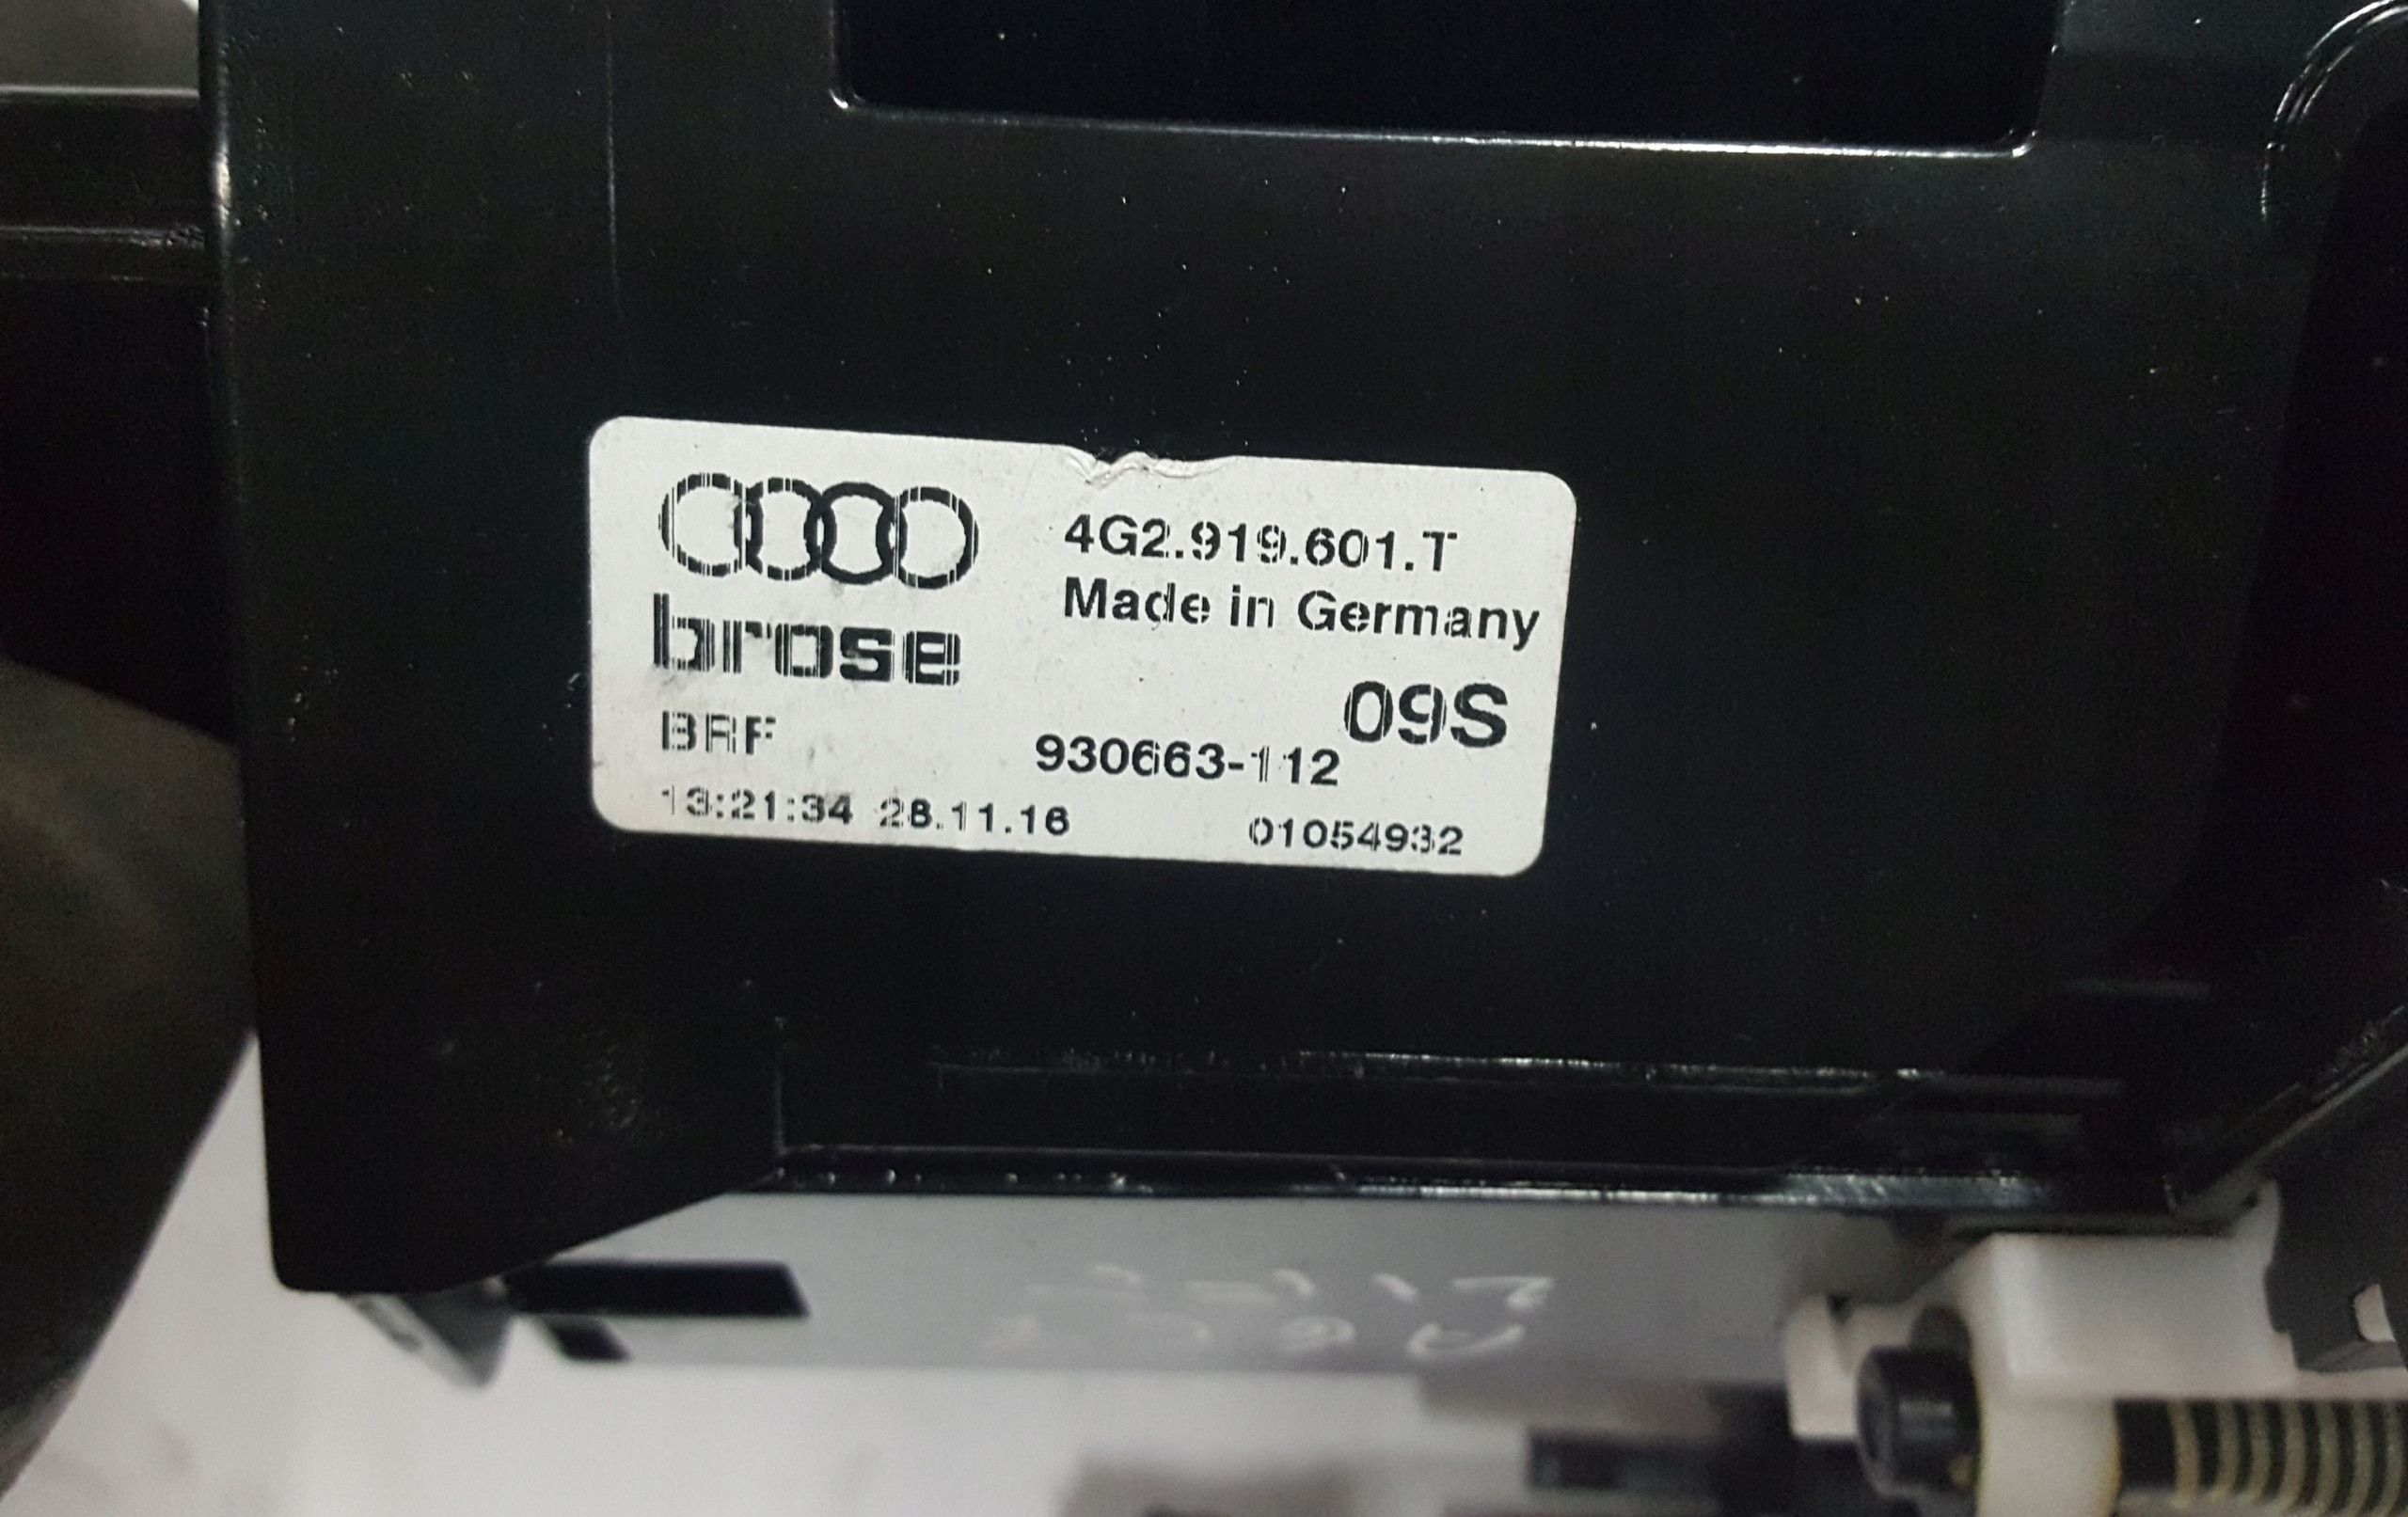 4G2.919.601.T
Made in Germany
brose
09S
BRF
930663-112
13:21:34 28.11.16
01054932